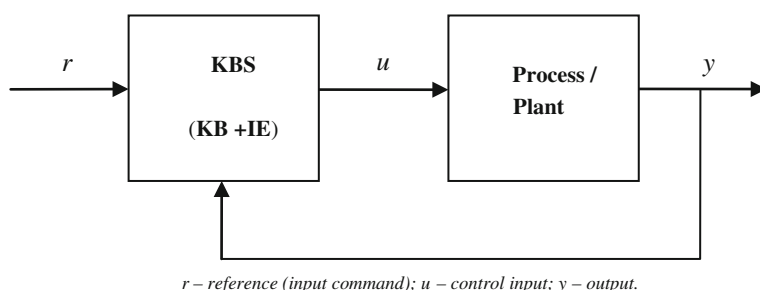 r
KBS
(KB +IE)
u
Process /
Plant
y
r – reference (input command); u – control input; y – output.